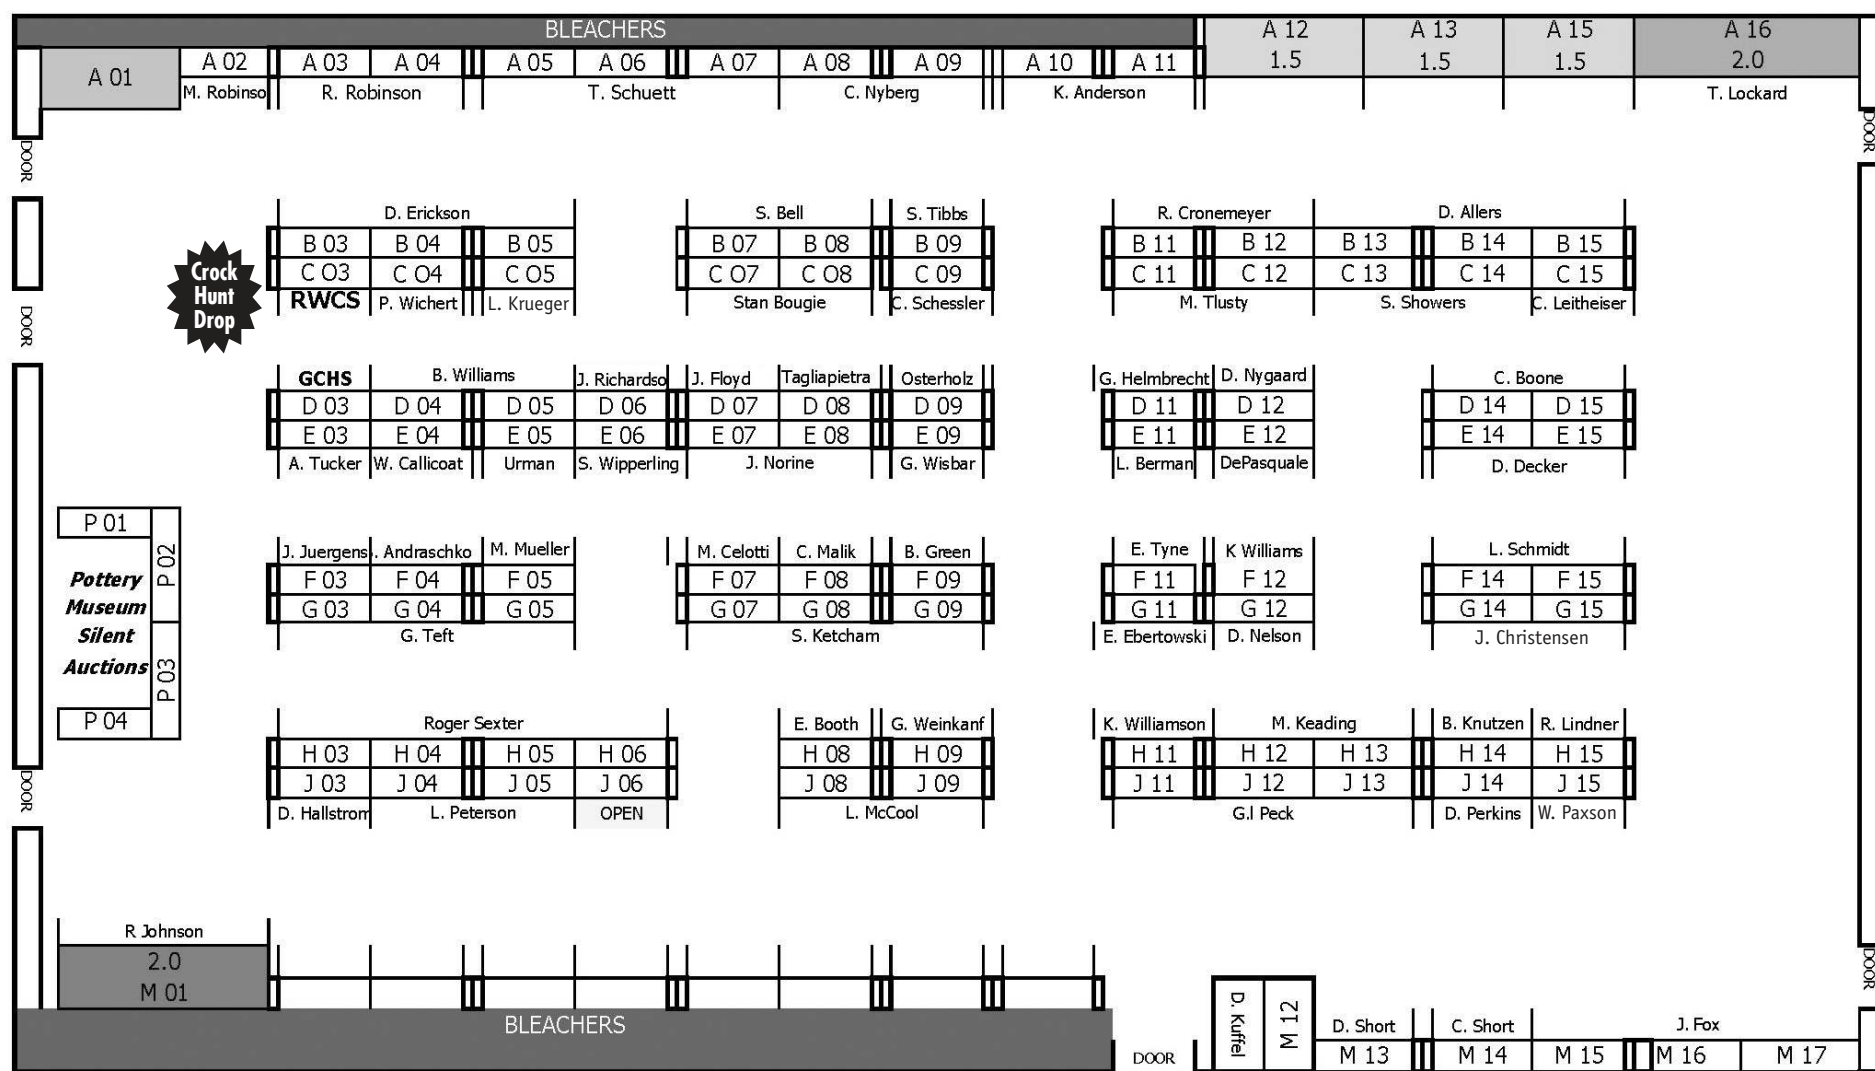 BLEACHERS
A 01 A 02 A 03 A 04 A 05 A 06 A 07 A 08 A 09 A 10 A 11 A 12 A 13 A 15 A 16
1.5 1.5 1.5 2.0
M. Robinso R. Robinson T. Schuett C. Nyberg K. Anderson T. Lockard
DOOR DOOR
D. Erickson S. Bell S. Tibbs R. Cronemeyer D. Allers
B 03 B 04 B 05 B 07 B 08 B 09 B 11 B 12 B 13 B 14 B 15
C O3 C O4 C O5 C O7 C O8 C 09 C 11 C 12 C 13 C 14 C 15
RWCS P. Wichert L. Krueger Stan Bougie C. Schessler M. Tlusty S. Showers C. Leitheiser
Crock
Hunt
Drop
DOOR
GCHS B. Williams J. Richardso J. Floyd Tagliapietra Osterholz G. Helmbrecht D. Nygaard C. Boone
D 03 D 04 D 05 D 06 D 07 D 08 D 09 D 11 D 12 D 14 D 15
E 03 E 04 E 05 E 06 E 07 E 08 E 09 E 11 E 12 E 14 E 15
A. Tucker W. Callicoat Urman S. Wipperling J. Norine G. Wisbar L. Berman DePasquale D. Decker
P 01
P 02
Pottery
Museum
Silent
Auctions
P 03
P 04
J. Juergens . Andraschko M. Mueller M. Celotti C. Malik B. Green E. Tyne K Williams L. Schmidt
F 03 F 04 F 05 F 07 F 08 F 09 F 11 F 12 F 14 F 15
G 03 G 04 G 05 G 07 G 08 G 09 G 11 G 12 G 14 G 15
G. Teft S. Ketcham E. Ebertowski D. Nelson J. Christensen
Roger Sexter E. Booth G. Weinkanf K. Williamson M. Keading B. Knutzen R. Lindner
H 03 H 04 H 05 H 06 H 08 H 09 H 11 H 12 H 13 H 14 H 15
J 03 J 04 J 05 J 06 J 08 J 09 J 11 J 12 J 13 J 14 J 15
D. Hallstrom L. Peterson OPEN L. McCool G.l Peck D. Perkins W. Paxson
DOOR
R Johnson
2.0
M 01
DOOR
BLEACHERS
DOOR
D. Kuffel M 12
D. Short C. Short J. Fox
M 13 M 14 M 15 M 16 M 17